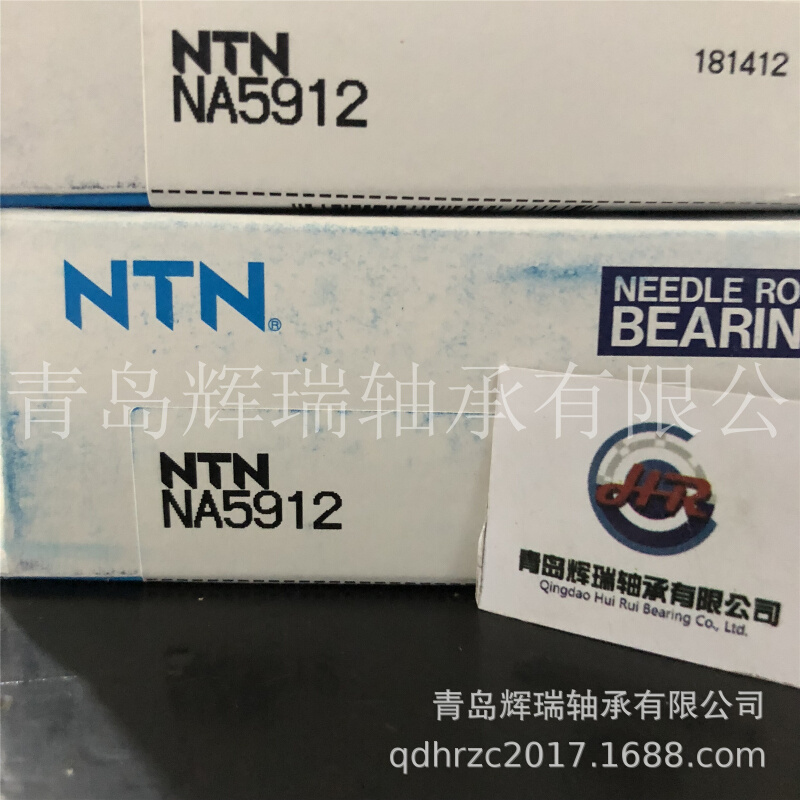 NTN
NA5912
181412
NTN®
NEEDLE RO
BEARIN
青岛辉瑞轴承有限公
NTN
NA5912
HR
青岛辉瑞轴承有限公司
Qingdao Hui Rui Bearing Co., Ltd.
青岛辉瑞轴承有限公司
qdhrzc2017.1688.com